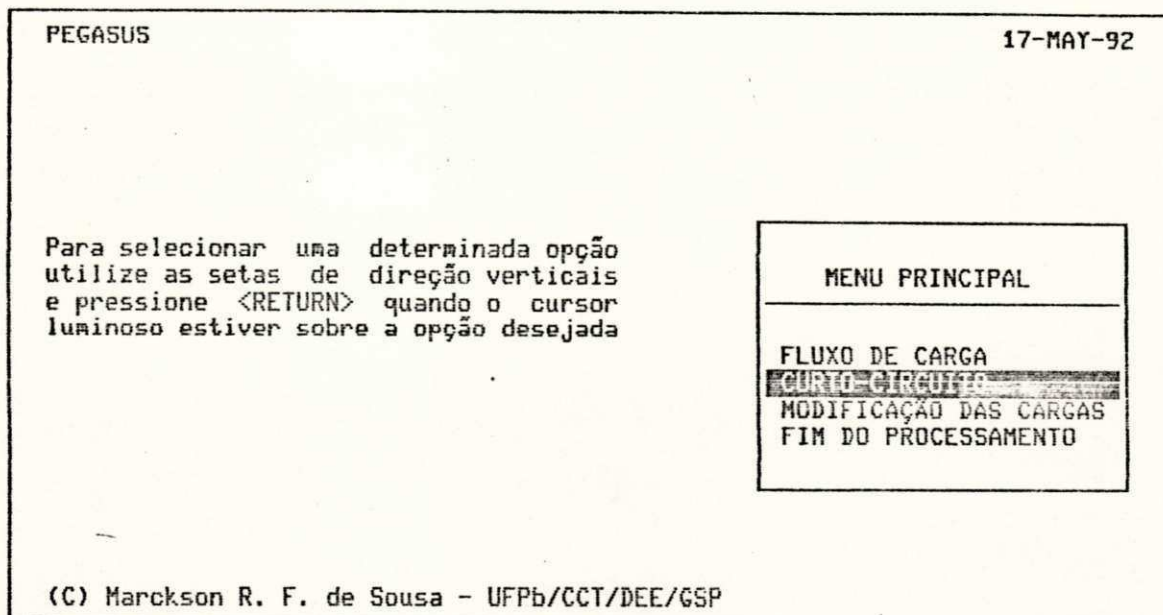 PEGASUS
17-MAY-92
Para selecionar uma determinada opção
utilize as setas de direção verticais
e pressione <RETURN> quando o cursor
luminoso estiver sobre a opção desejada
MENU PRINCIPAL
FLUXO DE CARGA
CURTO-CIRCUITO
MODIFICAÇÃO DAS CARGAS
FIM DO PROCESSAMENTO
(C) Marckson R. F. de Sousa - UFPb/CCT/DEE/GSP